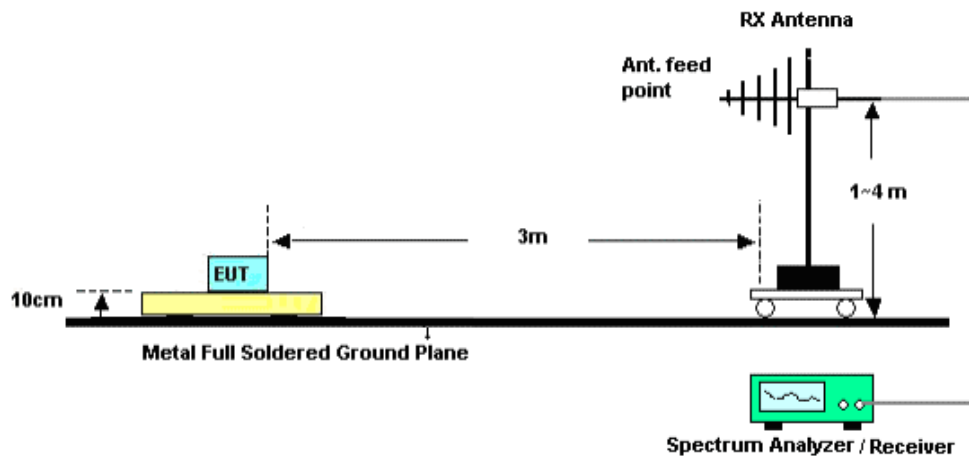 RX Antenna
Ant. feed
point
1~4 m
3m
EUT
10cm
Metal Full Soldered Ground Plane
Spectrum Analyzer / Receiver